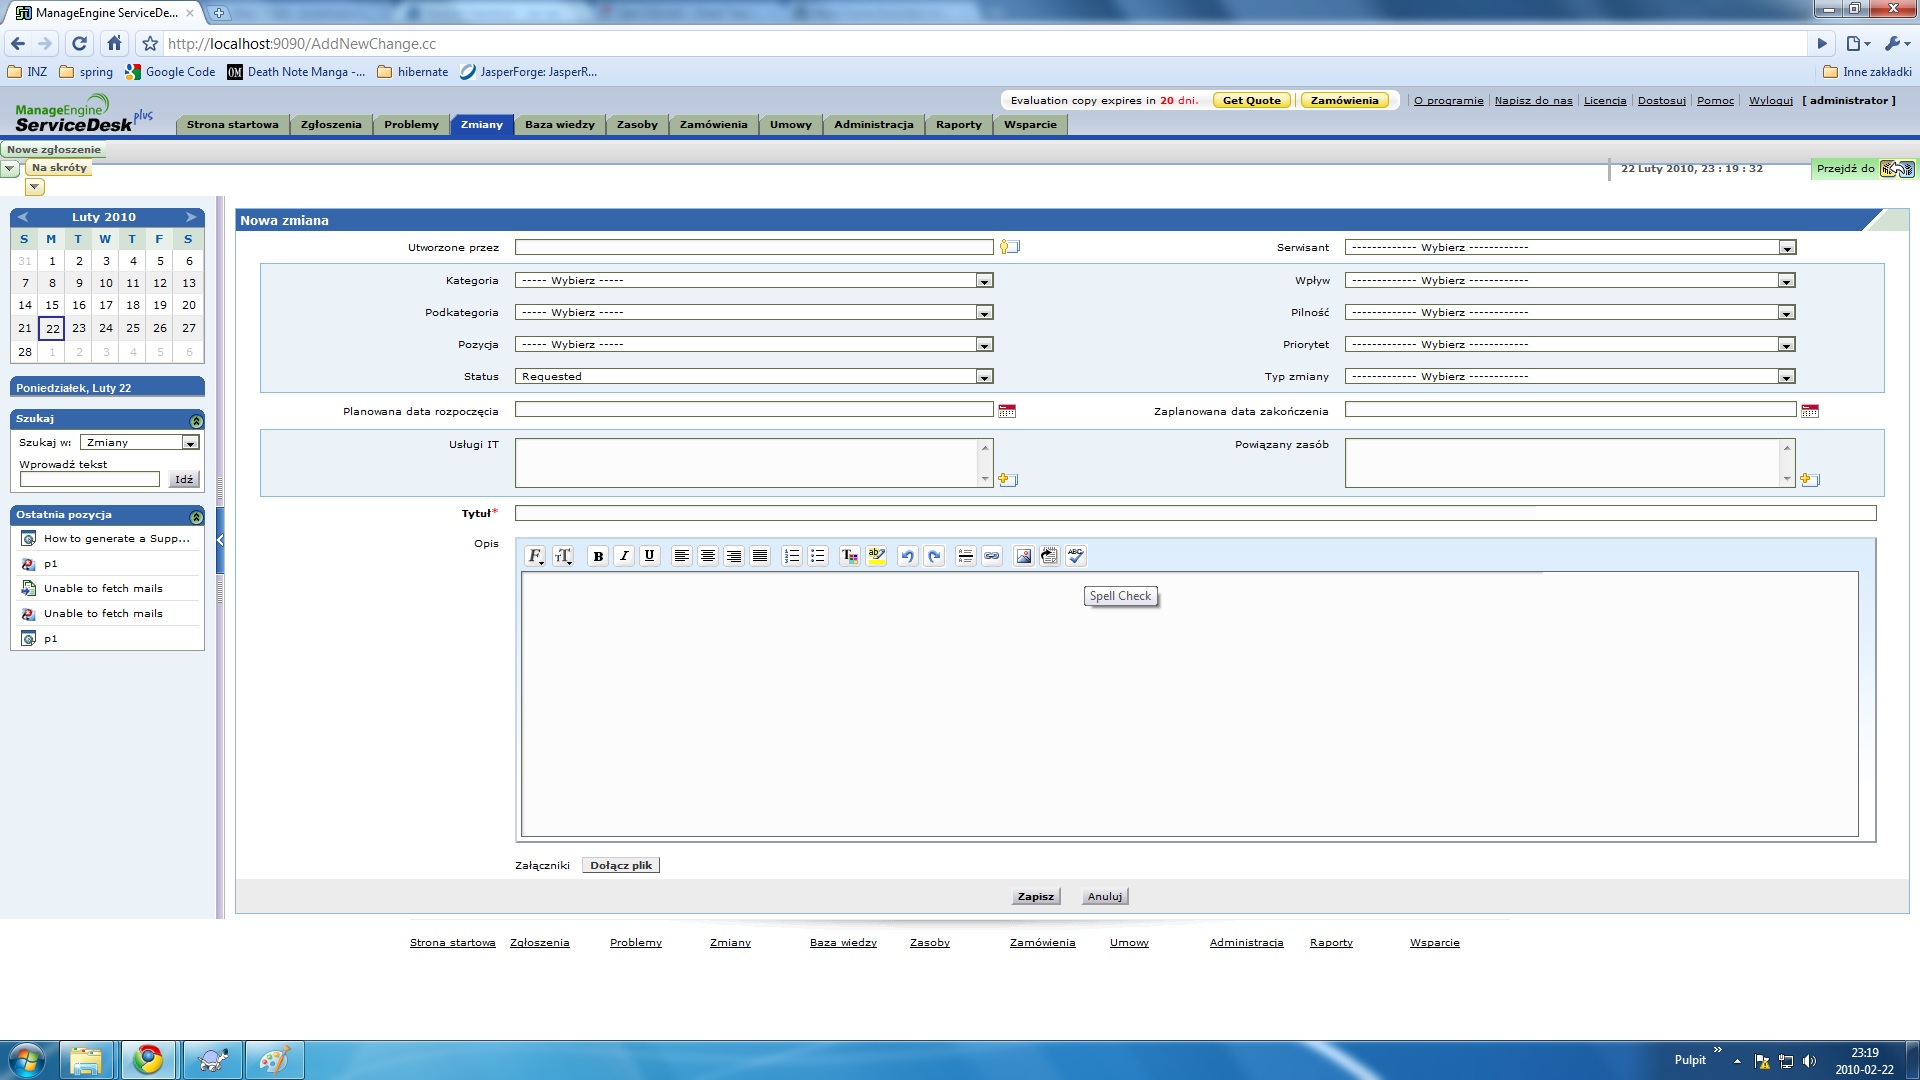 ManageEngine ServiceDe...
http://localhost:9090/AddNewChange.cc
INZ spring Google Code Death Note Manga -... hibernate JasperForge: JasperR... Inne zakładki
ManageEngine
ServiceDesk plus
Evaluation copy expires in 20 dni. Get Quote Zamówienia O programie Napisz do nas Licencja Dostosuj Pomoc Wyloguj [ administrator ]
Strona startowa Zgłoszenia Problemy Zmiany Baza wiedzy Zasoby Zamówienia Umowy Administracja Raporty Wsparcie
Nowe zgłoszenie
Na skróty
22 Luty 2010, 23 : 19 : 32 Przejdź do
Luty 2010
S M T W T F S
31 1 2 3 4 5 6
7 8 9 10 11 12 13
14 15 16 17 18 19 20
21 22 23 24 25 26 27
28 1 2 3 4 5 6
Poniedziałek, Luty 22
Szukaj
Szukaj w: Zmiany
Wprowadź tekst
Idź
Ostatnia pozycja
How to generate a Supp...
p1
Unable to fetch mails
Unable to fetch mails
p1
Nowa zmiana
Utworzone przez Serwisant ------------- Wybierz ------------
Kategoria ----- Wybierz ----- Wpływ ------------- Wybierz ------------
Podkategoria ----- Wybierz ----- Pilność ------------- Wybierz ------------
Pozycja ----- Wybierz ----- Priorytet ------------- Wybierz ------------
Status Requested Typ zmiany ------------- Wybierz ------------
Planowana data rozpoczęcia Zaplanowana data zakończenia
Usługi IT Powiązany zasób
Tytuł*
Opis
F TT B I U T ab ABC
Spell Check
Załączniki Dołącz plik
Zapisz Anuluj
Strona startowa Zgłoszenia Problemy Zmiany Baza wiedzy Zasoby Zamówienia Umowy Administracja Raporty Wsparcie
Pulpit 23:19
2010-02-22